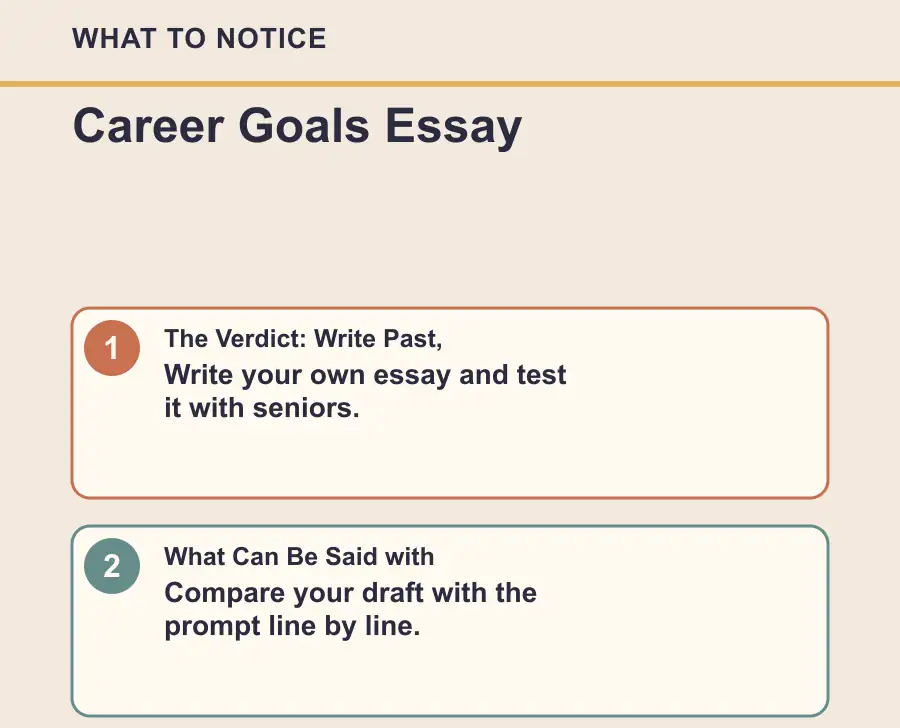 WHAT TO NOTICE
Career Goals Essay
1
The Verdict: Write Past,
Write your own essay and test
it with seniors.
2
What Can Be Said with
Compare your draft with the
prompt line by line.